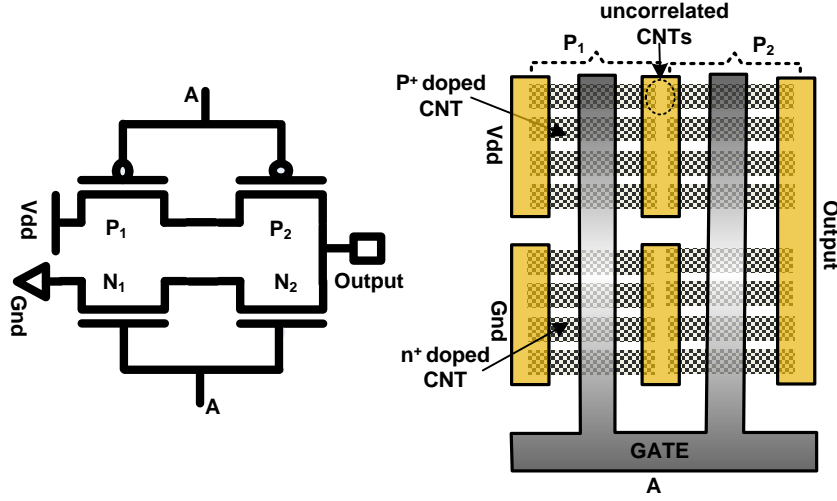 A
Vdd
P1
P2
N1
N2
Output
Gnd
A
uncorrelated
CNTs
P1
P2
P+ doped
CNT
Vdd
Output
Gnd
n+ doped
CNT
GATE
A